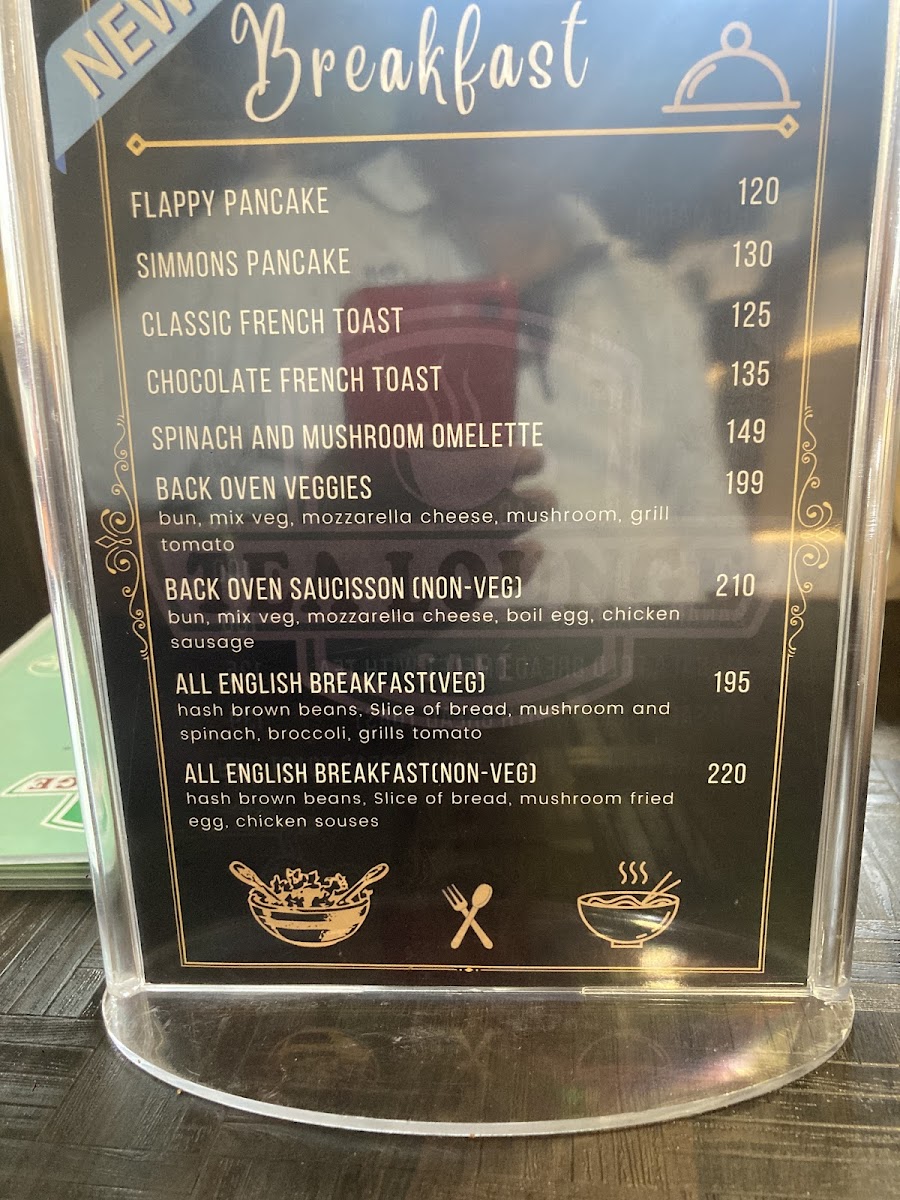 NEW
Breakfast
FLAPPY PANCAKE 120
SIMMONS PANCAKE 130
CLASSIC FRENCH TOAST 125
CHOCOLATE FRENCH TOAST 135
SPINACH AND MUSHROOM OMELETTE 149
BACK OVEN VEGGIES 199
bun, mix veg, mozzarella cheese, mushroom, grill
tomato
BACK OVEN SAUCISSON (NON-VEG) 210
bun, mix veg, mozzarella cheese, boil egg, chicken
sausage
ALL ENGLISH BREAKFAST(VEG) 195
hash brown beans, Slice of bread, mushroom and
spinach, broccoli, grills tomato
ALL ENGLISH BREAKFAST(NON-VEG) 220
hash brown beans, Slice of bread, mushroom fried
egg, chicken souses
TEA LOUNGE